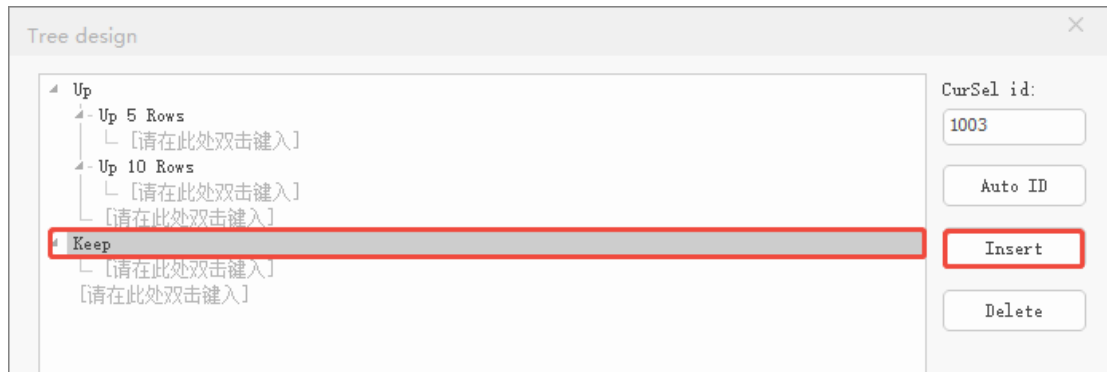 Tree design
Up
Up 5 Rows
[请在此处双击键入]
Up 10 Rows
[请在此处双击键入]
[请在此处双击键入]
Keep
[请在此处双击键入]
[请在此处双击键入]
CurSel id:
1003
Auto ID
Insert
Delete